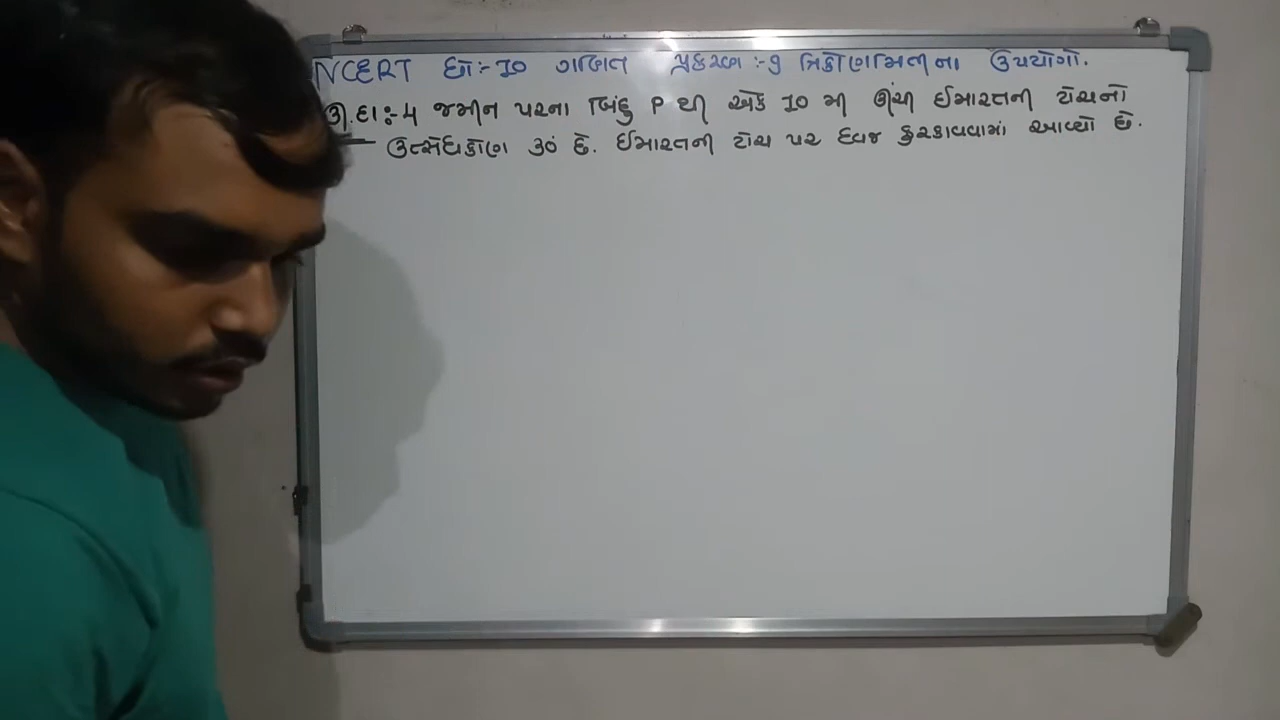 NCERT ધો:-10 ગણિત પ્રકરણ :-9 ત્રિકોણમિતીના ઉપયોગો.
ઊ.દા:4 જમીન પરના બિંદુ P થી એક 10 મી ઊંચી ઈમારતની ટોચનો
ઉત્સેધકોણ 30° છે. ઈમારતની ટોચ પર ધ્વજ ફરકાવવામાં આવ્યો છે.